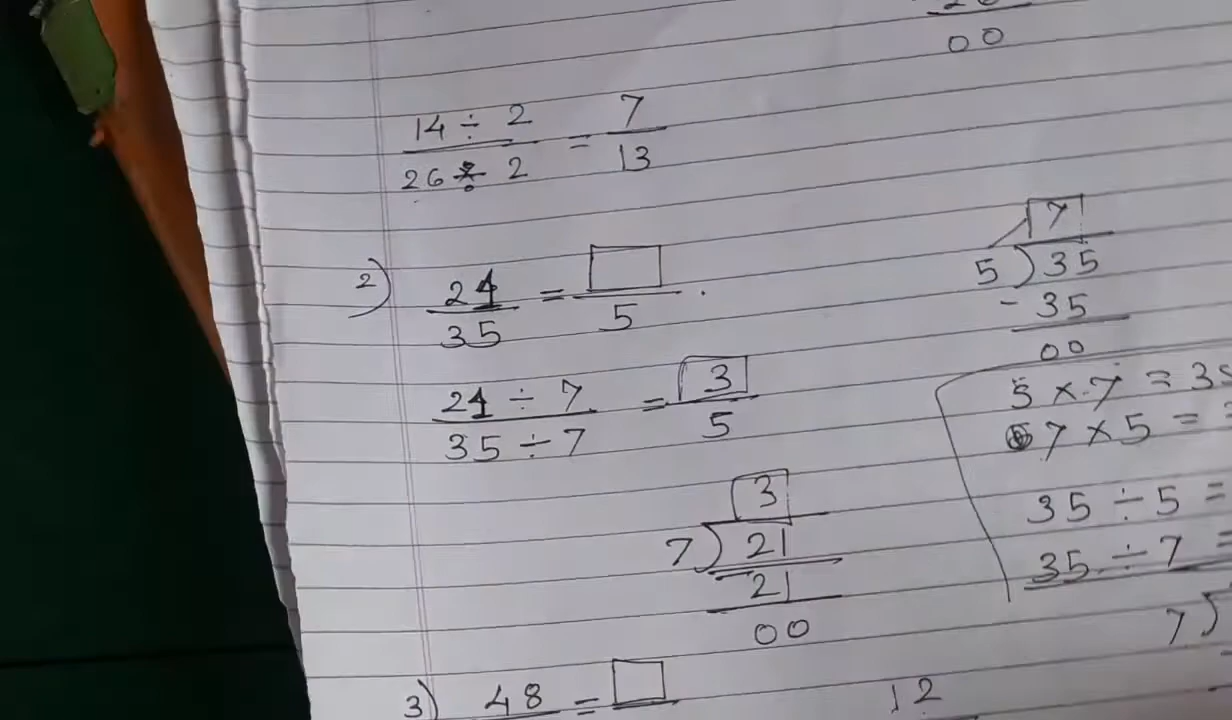 00
14 ÷ 2 = 7
26 ÷ 2 13
2) 21 = □
35 5
7
5 ) 35
- 35
00
21 ÷ 7 = 3
35 ÷ 7 5
5 × 7 = 35
7 × 5 =
35 ÷ 5 =
35 ÷ 7 =
3
7 ) 21
- 21
00
7 )
3) 48 = □
12